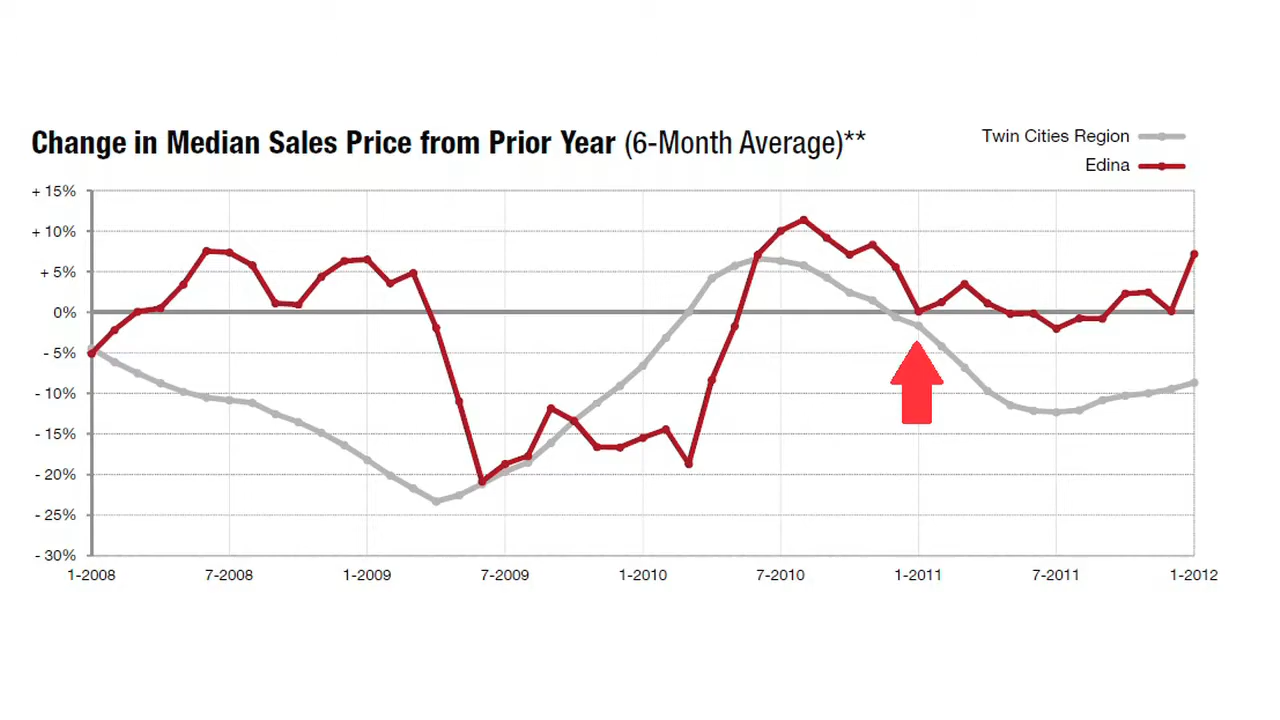 Change in Median Sales Price from Prior Year (6-Month Average)**
Twin Cities Region
Edina
+ 15%
+ 10%
+ 5%
0%
- 5%
- 10%
- 15%
- 20%
- 25%
- 30%
1-2008 7-2008 1-2009 7-2009 1-2010 7-2010 1-2011 7-2011 1-2012